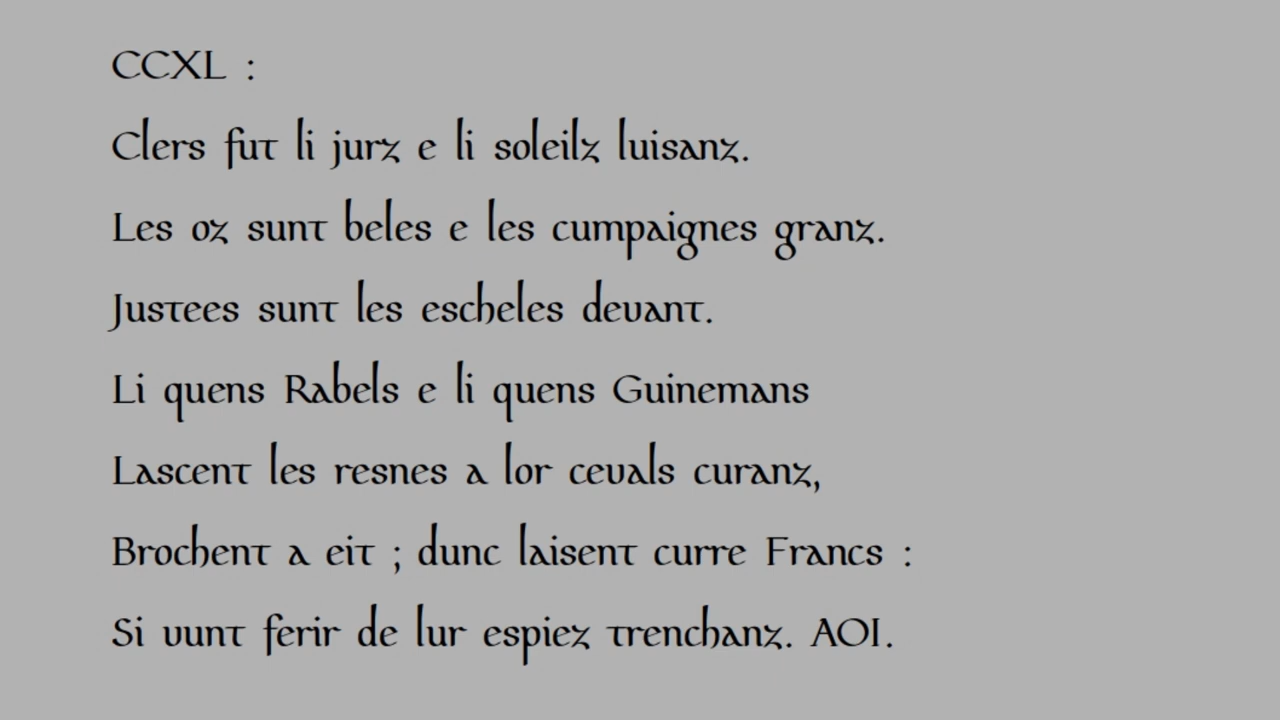 CCXL :
Clers fut li jurz e li soleilz luisanz.
Les oz sunt beles e les cumpaignes granz.
Justees sunt les escheles devant.
Li quens Rabels e li quens Guinemans
Lascent les resnes a lor cevals curanz,
Brochent a eit ; dunc laisent curre Francs :
Si vunt ferir de lur espiez trenchanz. AOI.